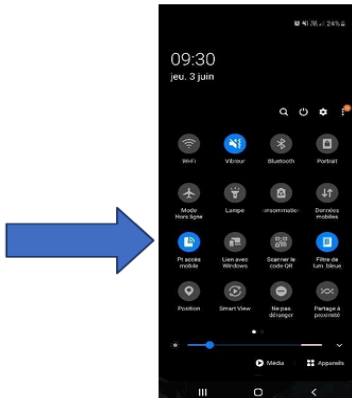 24%
09:30
jeu. 3 juin
Wi-Fi
Vibreur
Bluetooth
Portrait
Mode
Hors ligne
Lampe
onsommation
Données
mobiles
Pt accès
mobile
Lien avec
Windows
Scanner le
code QR
Filtre de
lum. bleue
Position
Smart View
Ne pas
déranger
Partage à
proximité
Média
Appareils